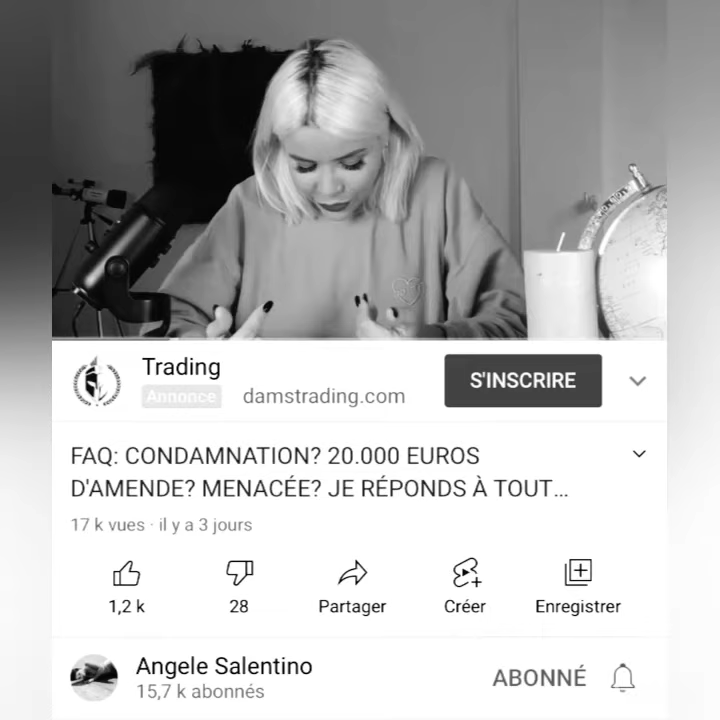 Trading
Annonce damstrading.com
S'INSCRIRE
FAQ: CONDAMNATION? 20.000 EUROS
D'AMENDE? MENACÉE? JE RÉPONDS À TOUT...
17 k vues · il y a 3 jours
1,2 k 28 Partager Créer Enregistrer
Angele Salentino
15,7 k abonnés
ABONNÉ